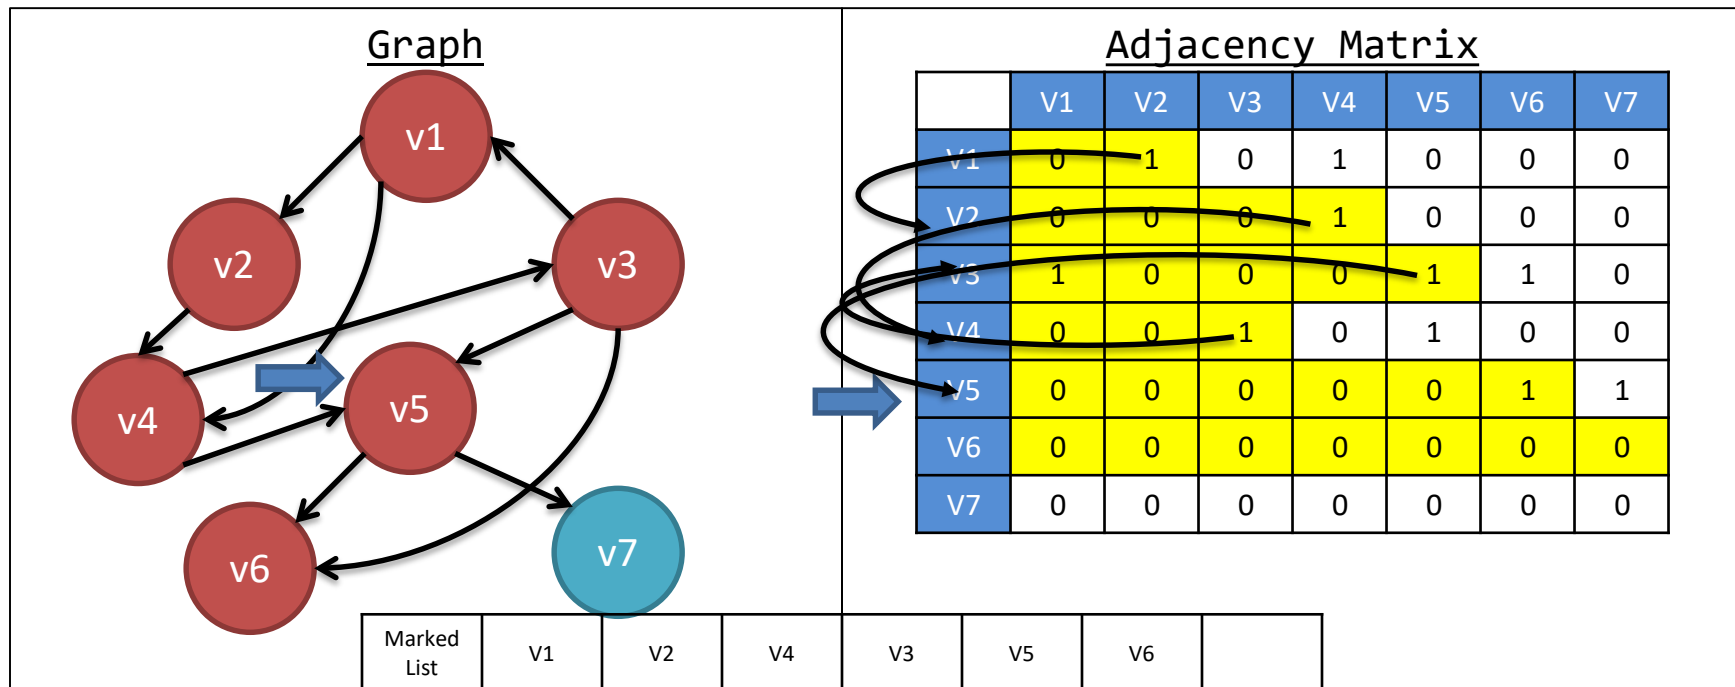 Graph
v1
v2
v3
v4
v5
v6
v7
Adjacency Matrix
V1 V2 V3 V4 V5 V6 V7
V1 0 1 0 1 0 0 0
V2 0 0 0 1 0 0 0
V3 1 0 0 0 1 1 0
V4 0 0 1 0 1 0 0
V5 0 0 0 0 0 1 1
V6 0 0 0 0 0 0 0
V7 0 0 0 0 0 0 0
Marked
List
V1 V2 V4 V3 V5 V6